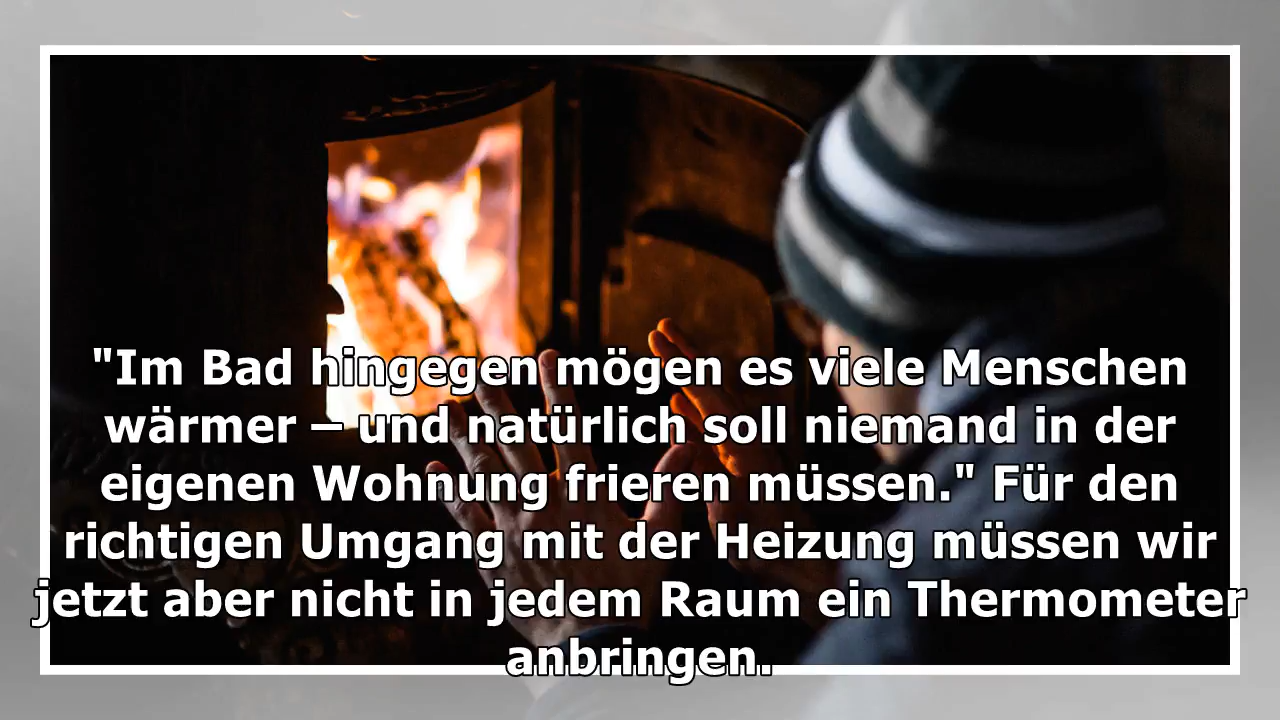 "Im Bad hingegen mögen es viele Menschen
wärmer – und natürlich soll niemand in der
eigenen Wohnung frieren müssen." Für den
richtigen Umgang mit der Heizung müssen wir
jetzt aber nicht in jedem Raum ein Thermometer
anbringen.